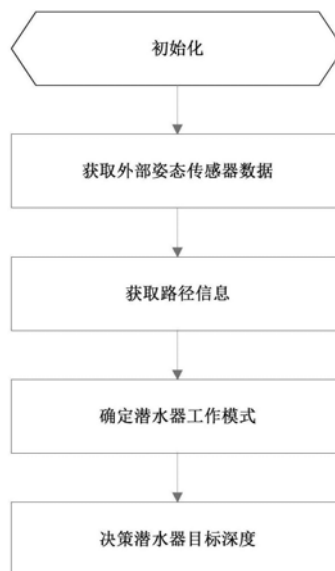 初始化
获取外部姿态传感器数据
获取路径信息
确定潜水器工作模式
决策潜水器目标深度